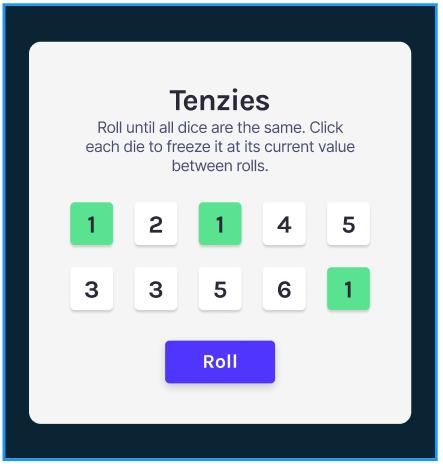 Tenzies
Roll until all dice are the same. Click
each die to freeze it at its current value
between rolls.
1 2 1 4 5
3 3 5 6 1
Roll